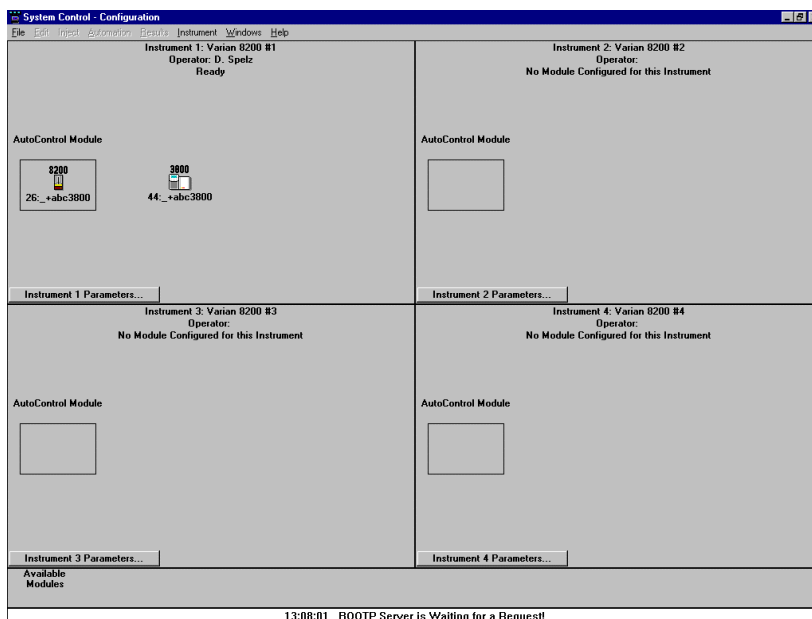 System Control - Configuration
File Edit Inject Automation Results Instrument Windows Help
Instrument 1: Varian 8200 #1
Operator: D. Spelz
Ready
AutoControl Module
8200
26:_+abc3800
3800
44:_+abc3800
Instrument 1 Parameters...
Instrument 2: Varian 8200 #2
Operator:
No Module Configured for this Instrument
AutoControl Module
Instrument 2 Parameters...
Instrument 3: Varian 8200 #3
Operator:
No Module Configured for this Instrument
AutoControl Module
Instrument 3 Parameters...
Instrument 4: Varian 8200 #4
Operator:
No Module Configured for this Instrument
AutoControl Module
Instrument 4 Parameters...
Available
Modules
13:08:01 BOOTP Server is Waiting for a Request!